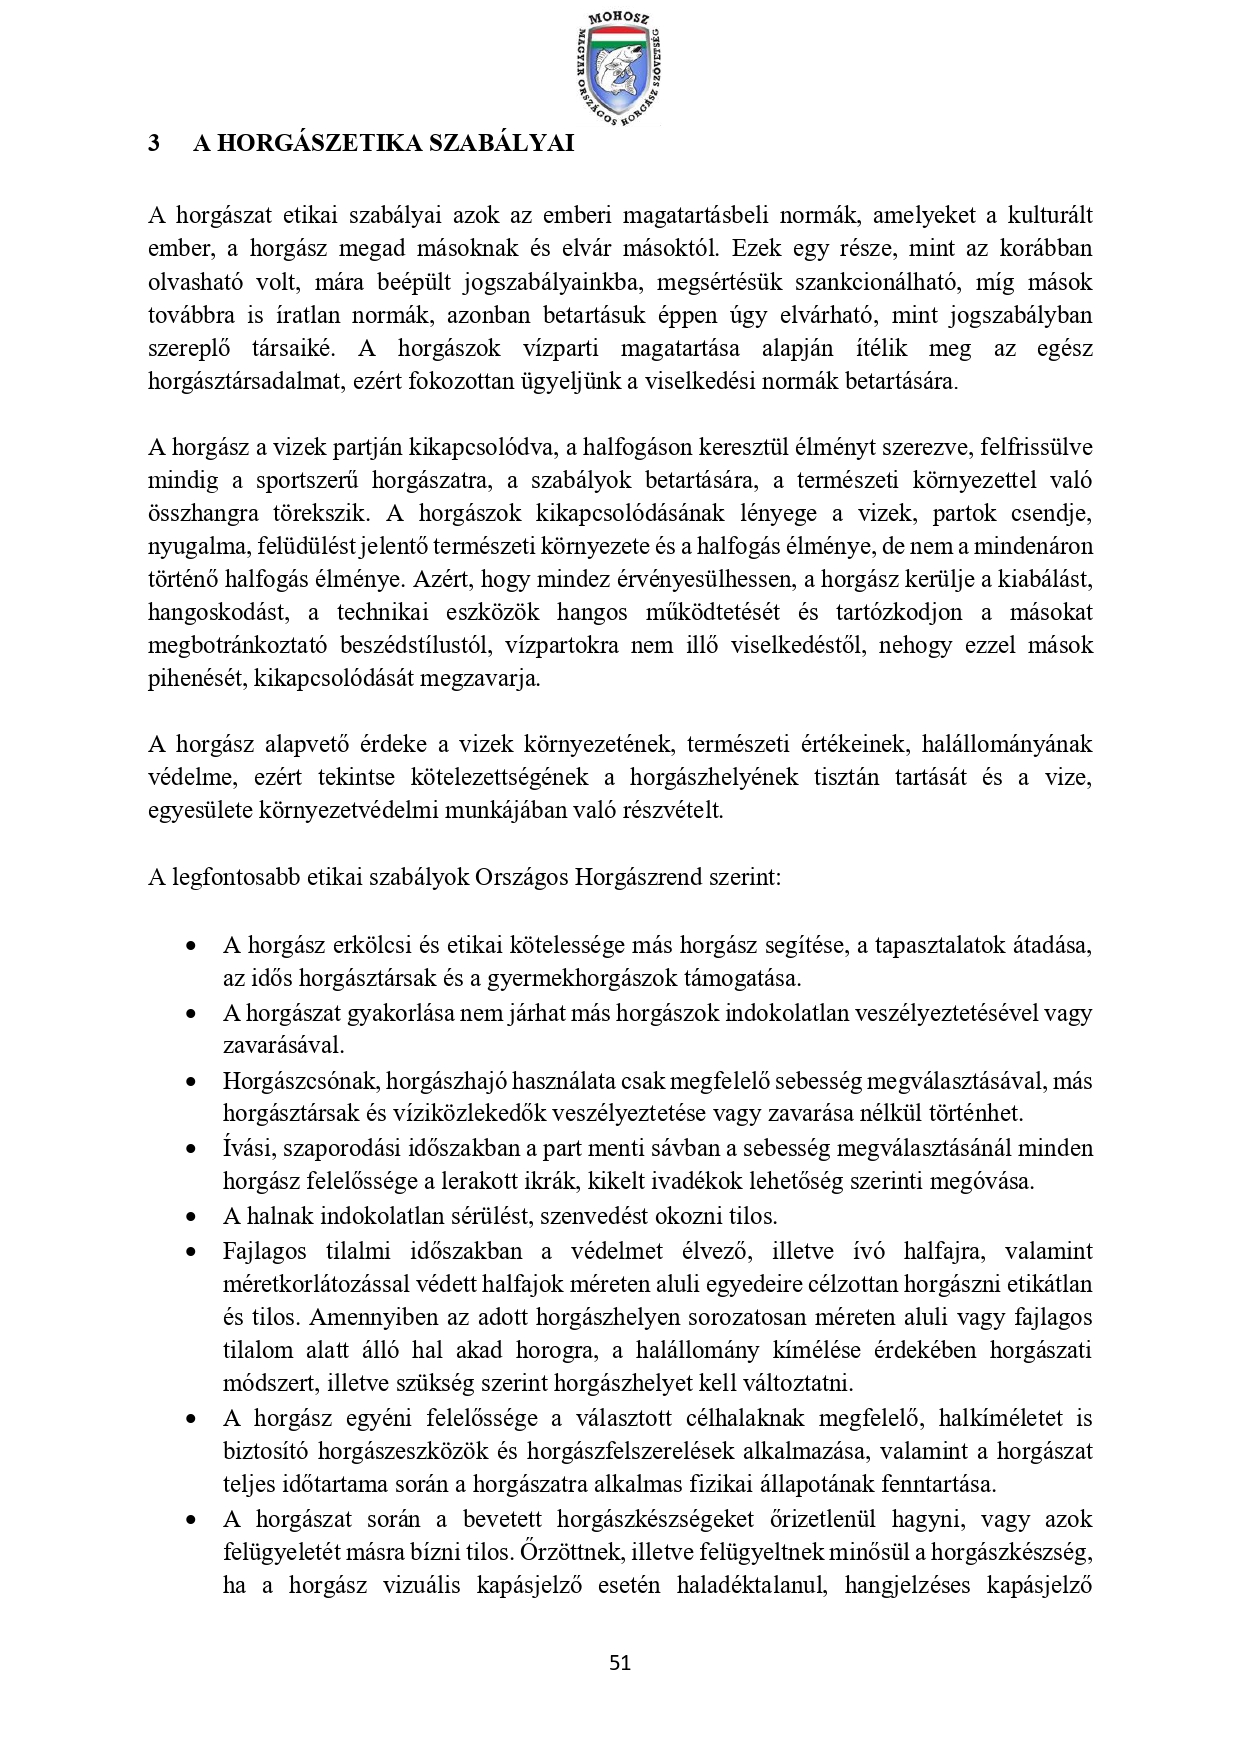 MOHOSZ
MAGYAR ORSZÁGOS HORGÁSZ SZÖVETSÉG
3 A HORGÁSZETIKA SZABÁLYAI
A horgászat etikai szabályai azok az emberi magatartásbeli normák, amelyeket a kulturált
ember, a horgász megad másoknak és elvár másoktól. Ezek egy része, mint az korábban
olvasható volt, mára beépült jogszabályainkba, megsértésük szankcionálható, míg mások
továbbra is íratlan normák, azonban betartásuk éppen úgy elvárható, mint jogszabályban
szereplő társaiké. A horgászok vízparti magatartása alapján ítélik meg az egész
horgásztársadalmat, ezért fokozottan ügyeljünk a viselkedési normák betartására.
A horgász a vizek partján kikapcsolódva, a halfogáson keresztül élményt szerezve, felfrissülve
mindig a sportszerű horgászatra, a szabályok betartására, a természeti környezettel való
összhangra törekszik. A horgászok kikapcsolódásának lényege a vizek, partok csendje,
nyugalma, felüdülést jelentő természeti környezete és a halfogás élménye, de nem a mindenáron
történő halfogás élménye. Azért, hogy mindez érvényesülhessen, a horgász kerülje a kiabálást,
hangoskodást, a technikai eszközök hangos működtetését és tartózkodjon a másokat
megbotránkoztató beszédstílustól, vízpartokra nem illő viselkedéstől, nehogy ezzel mások
pihenését, kikapcsolódását megzavarja.
A horgász alapvető érdeke a vizek környezetének, természeti értékeinek, halállományának
védelme, ezért tekintse kötelezettségének a horgászhelyének tisztán tartását és a vize,
egyesülete környezetvédelmi munkájában való részvételt.
A legfontosabb etikai szabályok Országos Horgászrend szerint:
• A horgász erkölcsi és etikai kötelessége más horgász segítése, a tapasztalatok átadása,
az idős horgásztársak és a gyermekhorgászok támogatása.
• A horgászat gyakorlása nem járhat más horgászok indokolatlan veszélyeztetésével vagy
zavarásával.
• Horgászcsónak, horgászhajó használata csak megfelelő sebesség megválasztásával, más
horgásztársak és víziközlekedők veszélyeztetése vagy zavarása nélkül történhet.
• Ívási, szaporodási időszakban a part menti sávban a sebesség megválasztásánál minden
horgász felelőssége a lerakott ikrák, kikelt ivadékok lehetőség szerinti megóvása.
• A halnak indokolatlan sérülést, szenvedést okozni tilos.
• Fajlagos tilalmi időszakban a védelmet élvező, illetve ívó halfajra, valamint
méretkorlátozással védett halfajok méreten aluli egyedeire célzottan horgászni etikátlan
és tilos. Amennyiben az adott horgászhelyen sorozatosan méreten aluli vagy fajlagos
tilalom alatt álló hal akad horogra, a halállomány kímélése érdekében horgászati
módszert, illetve szükség szerint horgászhelyet kell változtatni.
• A horgász egyéni felelőssége a választott célhalaknak megfelelő, halkíméletet is
biztosító horgászeszközök és horgászfelszerelések alkalmazása, valamint a horgászat
teljes időtartama során a horgászatra alkalmas fizikai állapotának fenntartása.
• A horgászat során a bevetett horgászkészségeket őrizetlenül hagyni, vagy azok
felügyeletét másra bízni tilos. Őrzöttnek, illetve felügyeltnek minősül a horgászkészség,
ha a horgász vizuális kapásjelző esetén haladéktalanul, hangjelzéses kapásjelző
51